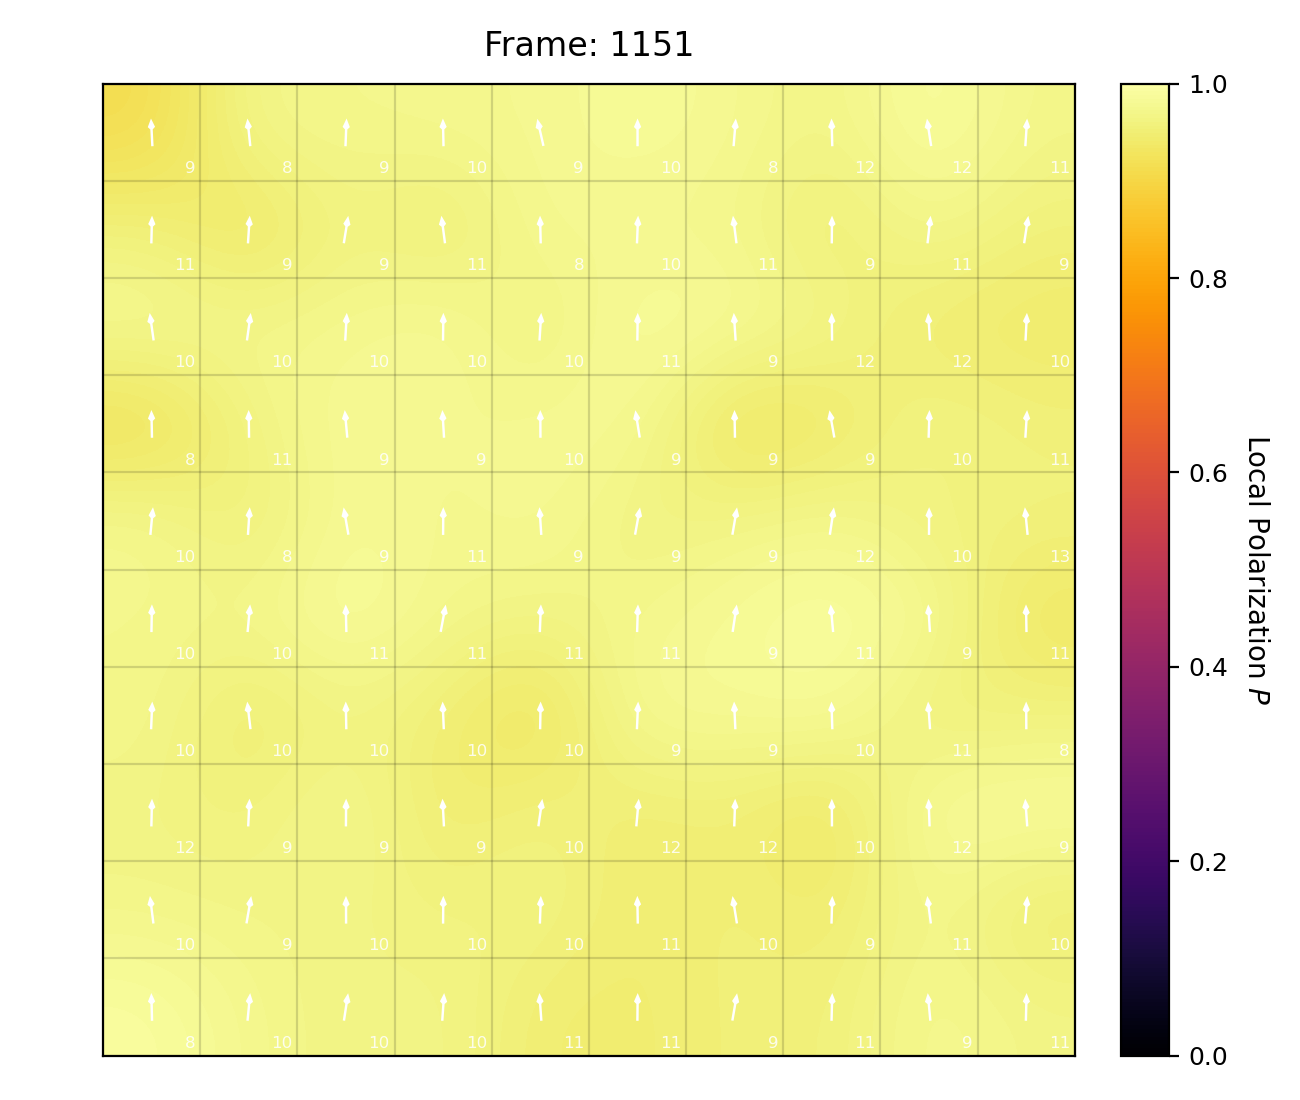 Frame: 1151
9 8 9 10 9 10 8 12 12 11
11 9 9 11 8 10 11 9 11 9
10 10 10 10 10 11 9 12 12 10
8 11 9 9 10 9 9 9 10 11
10 8 9 11 9 9 9 12 10 13
10 10 11 11 11 11 9 11 9 11
10 10 10 10 10 9 9 10 11 8
12 9 9 9 10 12 12 10 12 9
10 9 10 10 10 11 10 9 11 10
8 10 10 10 11 11 9 11 9 11
1.0
0.8
0.6
0.4
0.2
0.0
Local Polarization P